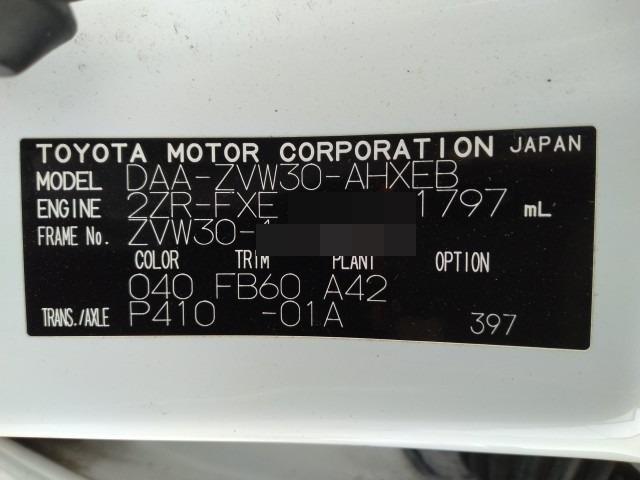 TOYOTA MOTOR CORPORATION JAPAN
MODEL DAA-ZVW30-AHXEB
ENGINE 2ZR-FXE 1797 mL
FRAME No. ZVW30-1
COLOR TRIM PLANT OPTION
040 FB60 A42
TRANS./AXLE P410 -01A 397